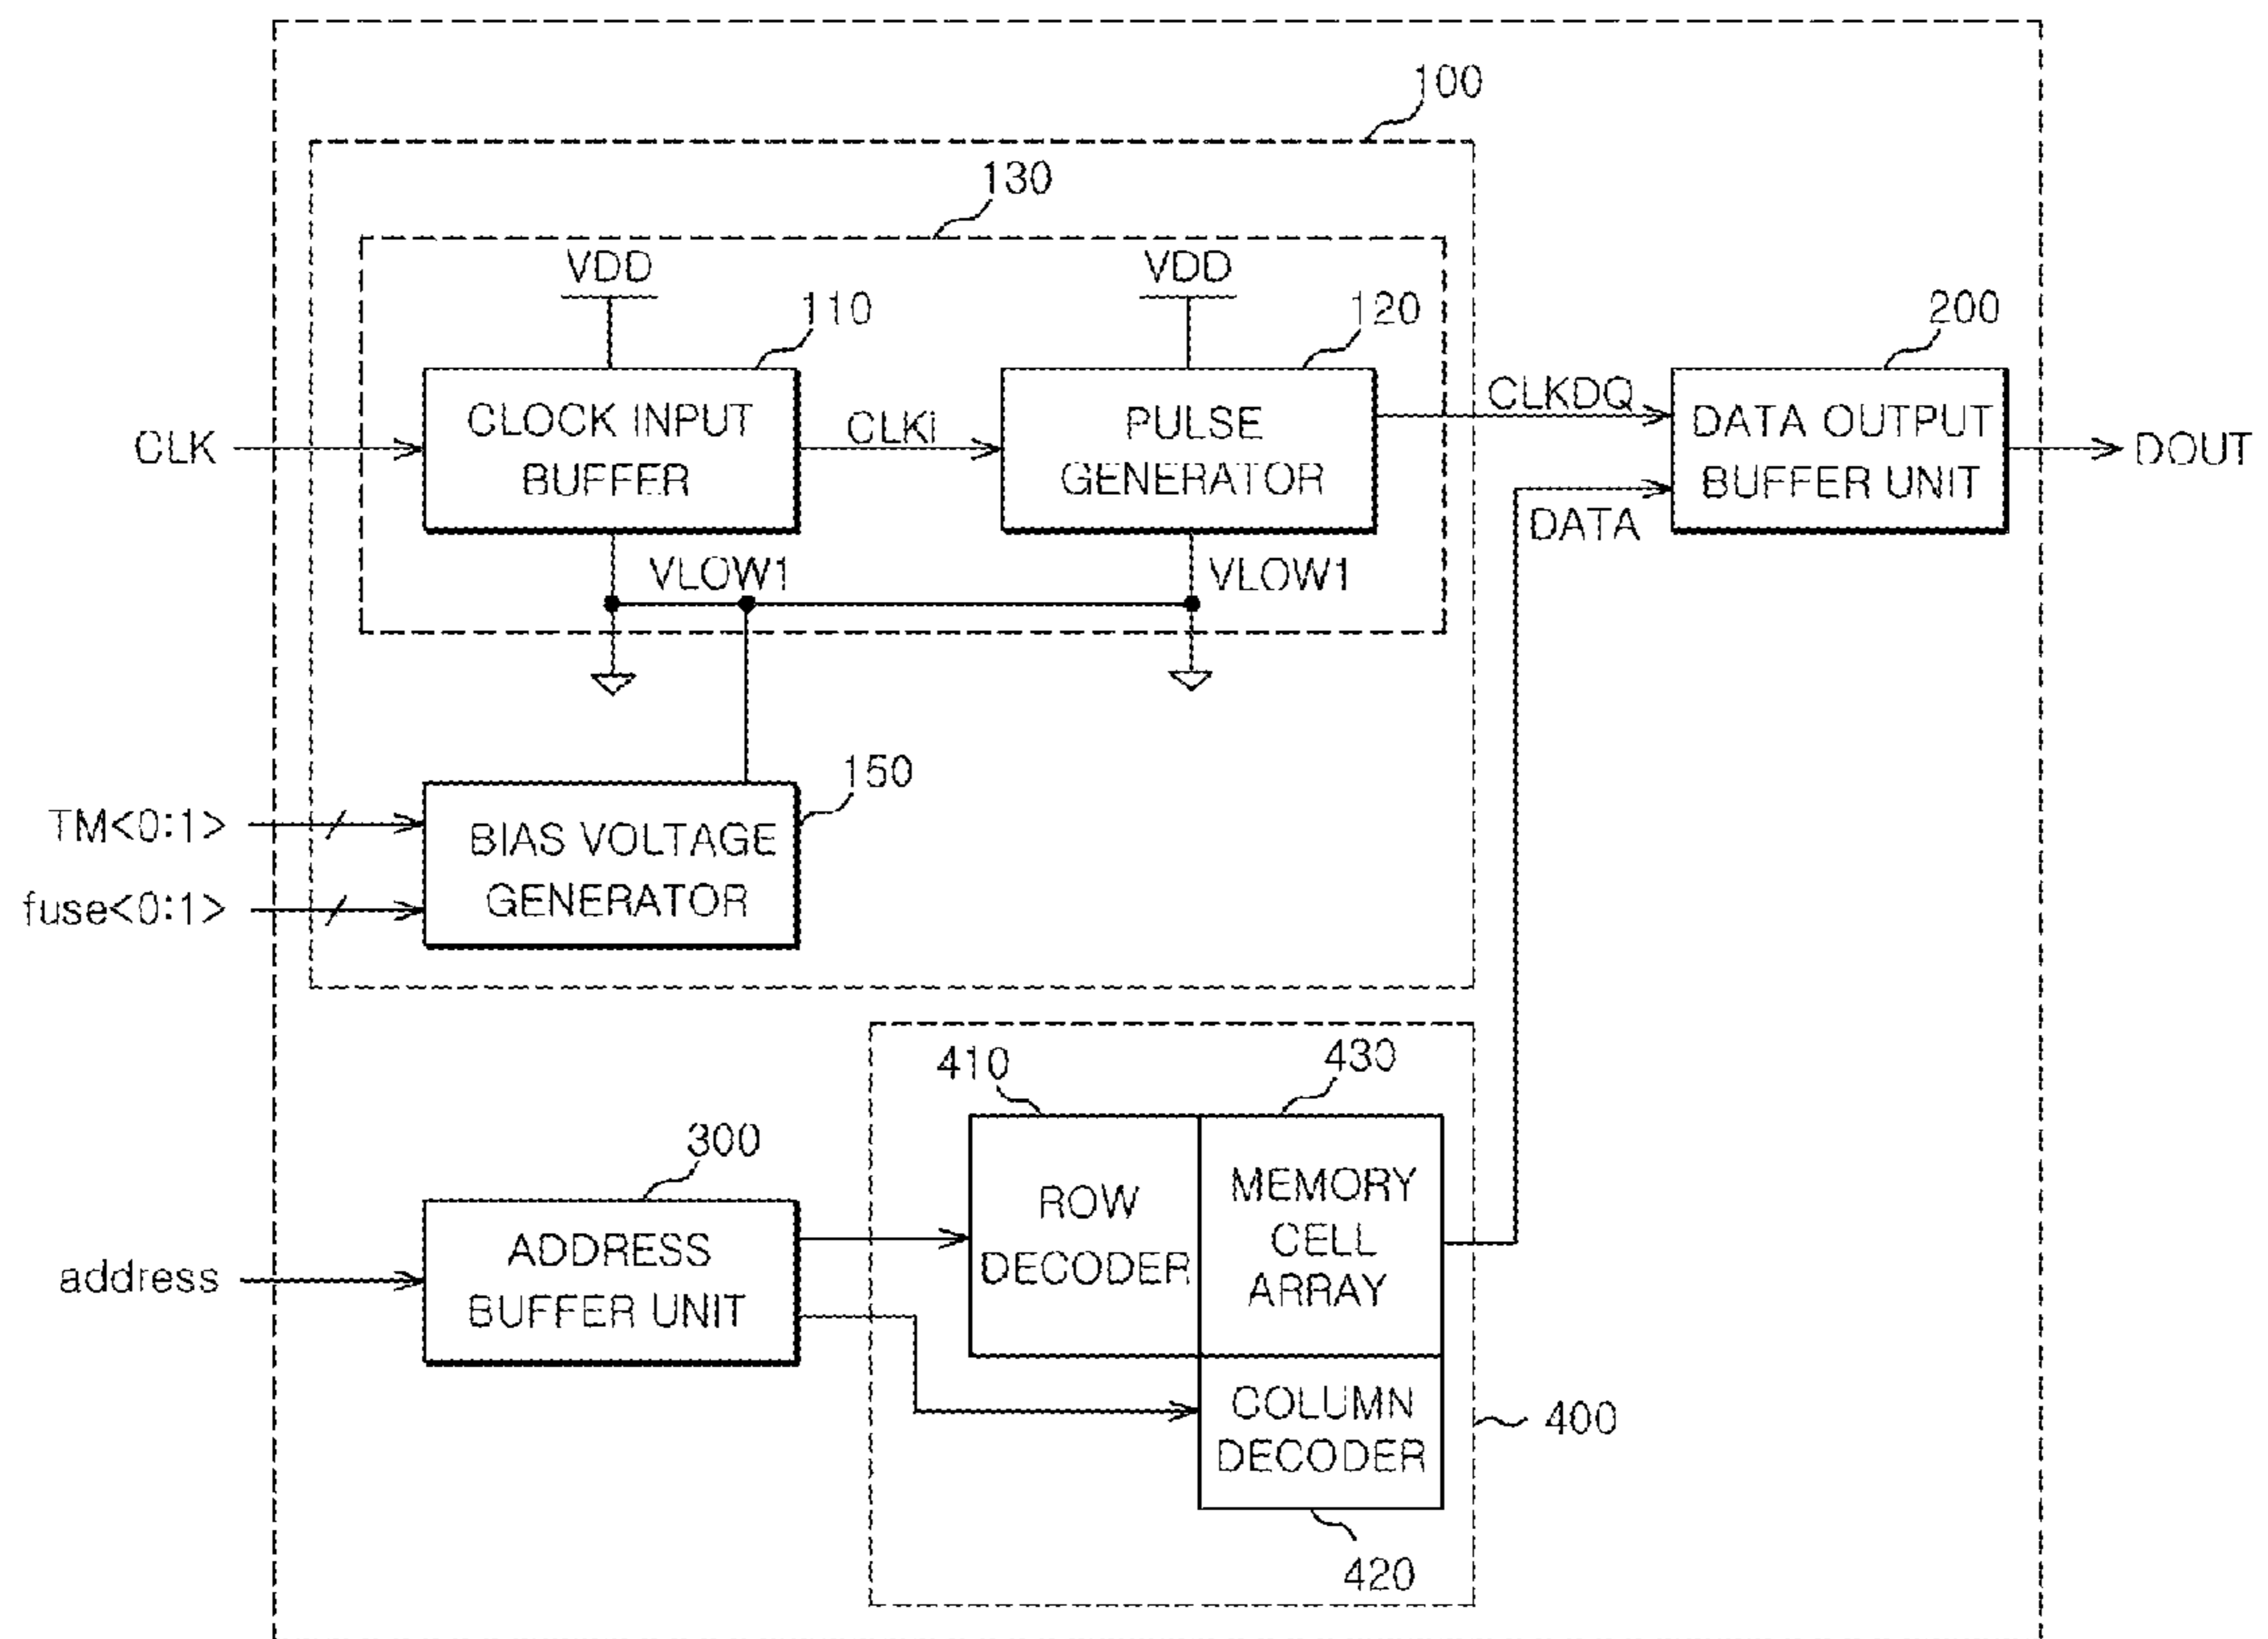 100
130
VDD
VDD
110
120
200
CLK
CLOCK INPUT
BUFFER
CLKi
PULSE
GENERATOR
CLKDQ
DATA
DATA OUTPUT
BUFFER UNIT
DOUT
VLOW1
VLOW1
150
TM<0:1>
fuse<0:1>
BIAS VOLTAGE
GENERATOR
410
430
300
address
ADDRESS
BUFFER UNIT
ROW
DECODER
MEMORY
CELL
ARRAY
COLUMN
DECODER
400
420